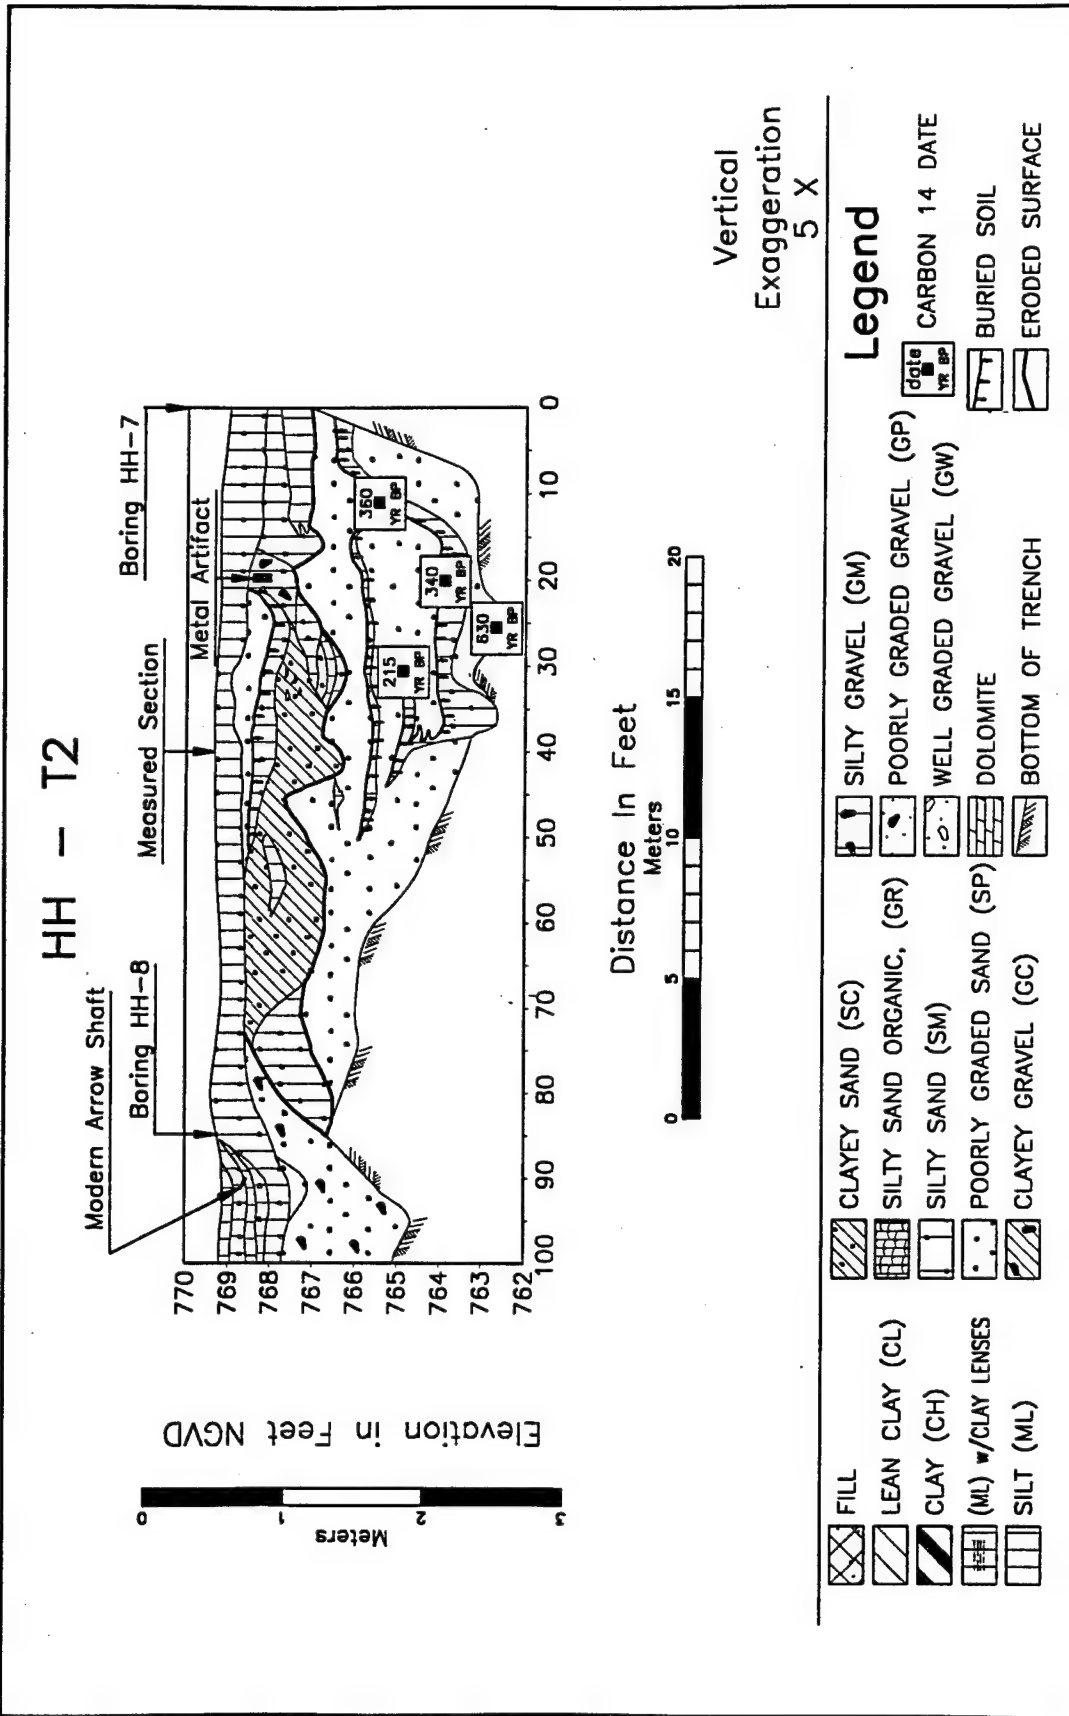 HH – T2
Modern Arrow Shaft
Boring HH-8
Measured Section
Metal Artifact
Boring HH-7
770
769
768
767
766
765
764
763
762
100
90
80
70
60
50
40
30
20
10
0
360
YR BP
340
YR BP
630
YR BP
215
YR BP
Elevation in Feet NGVD
0
1
2
3
Meters
Distance In Feet
Meters
0
5
10
15
20
Vertical
Exaggeration
5 X
Legend
FILL
LEAN CLAY (CL)
CLAY (CH)
(ML) w/CLAY LENSES
SILT (ML)
CLAYEY SAND (SC)
SILTY SAND ORGANIC, (GR)
SILTY SAND (SM)
POORLY GRADED SAND (SP)
CLAYEY GRAVEL (GC)
SILTY GRAVEL (GM)
POORLY GRADED GRAVEL (GP)
WELL GRADED GRAVEL (GW)
DOLOMITE
BOTTOM OF TRENCH
date
YR BP
CARBON 14 DATE
BURIED SOIL
ERODED SURFACE